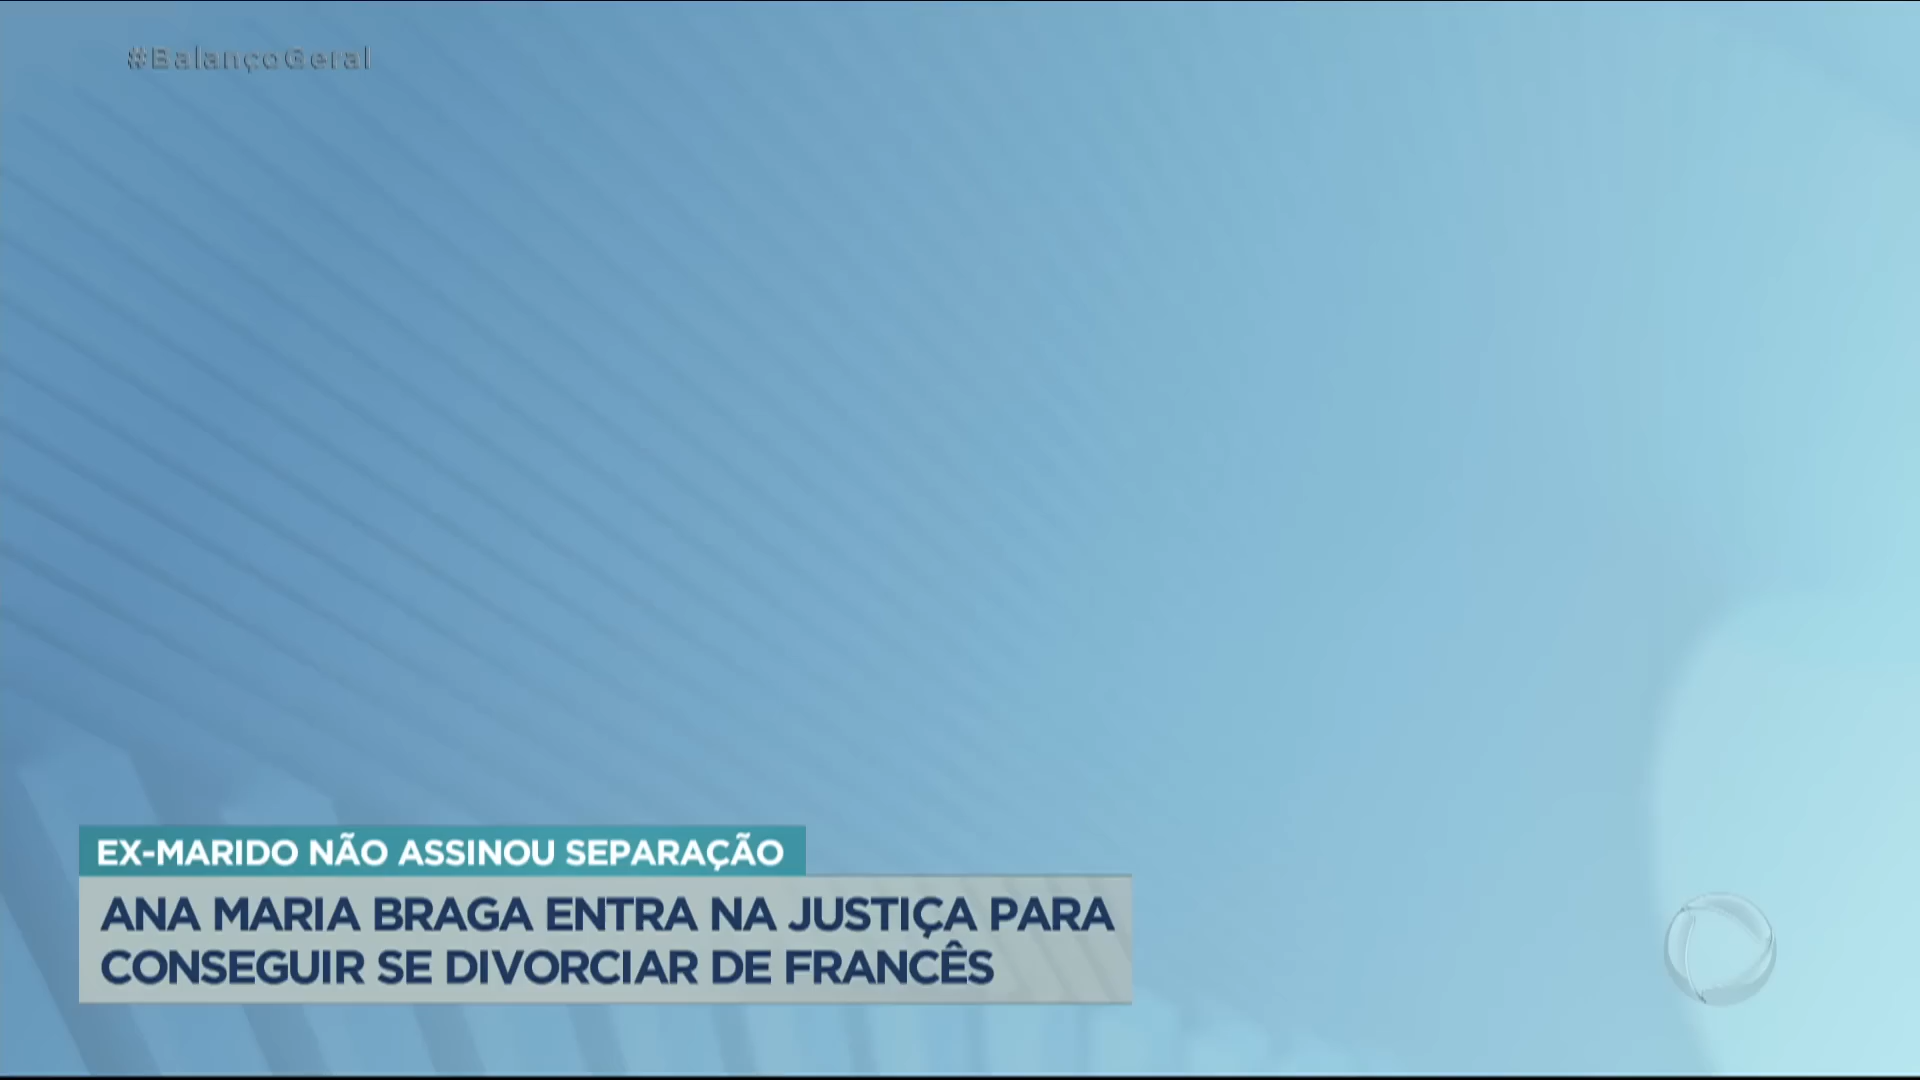 #BalançoGeral
EX-MARIDO NÃO ASSINOU SEPARAÇÃO
ANA MARIA BRAGA ENTRA NA JUSTIÇA PARA
CONSEGUIR SE DIVORCIAR DE FRANCÊS